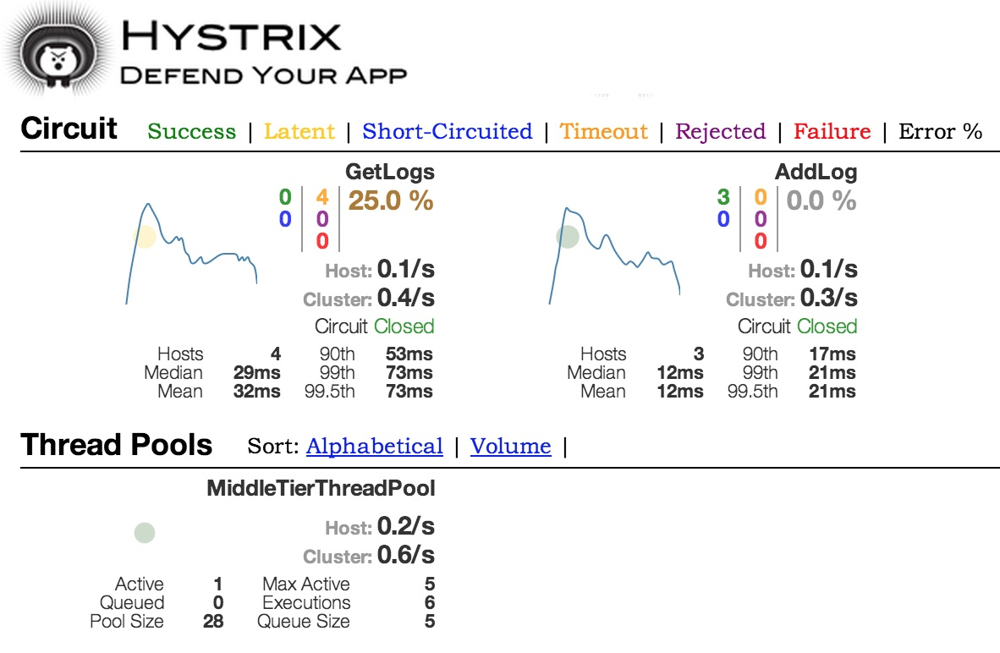 HYSTRIX
DEFEND YOUR APP
Circuit Success | Latent | Short-Circuited | Timeout | Rejected | Failure | Error %
GetLogs
0 4 25.0 %
0 0
0
Host: 0.1/s
Cluster: 0.4/s
Circuit Closed
Hosts 4 90th 53ms
Median 29ms 99th 73ms
Mean 32ms 99.5th 73ms
AddLog
3 0 0.0 %
0 0
0
Host: 0.1/s
Cluster: 0.3/s
Circuit Closed
Hosts 3 90th 17ms
Median 12ms 99th 21ms
Mean 12ms 99.5th 21ms
Thread Pools Sort: Alphabetical | Volume |
MiddleTierThreadPool
Host: 0.2/s
Cluster: 0.6/s
Active 1 Max Active 5
Queued 0 Executions 6
Pool Size 28 Queue Size 5